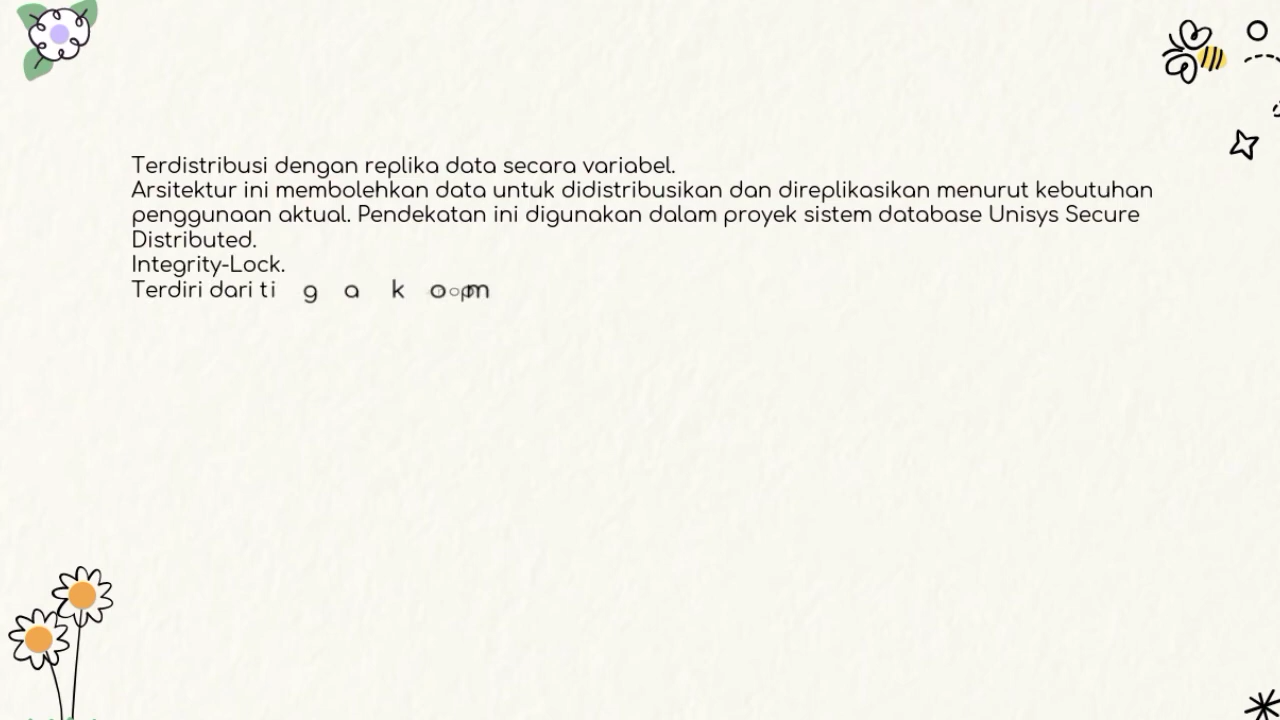 Terdistribusi dengan replika data secara variabel.
Arsitektur ini membolehkan data untuk didistribusikan dan direplikasikan menurut kebutuhan
penggunaan aktual. Pendekatan ini digunakan dalam proyek sistem database Unisys Secure
Distributed.
Integrity-Lock.
Terdiri dari tiga